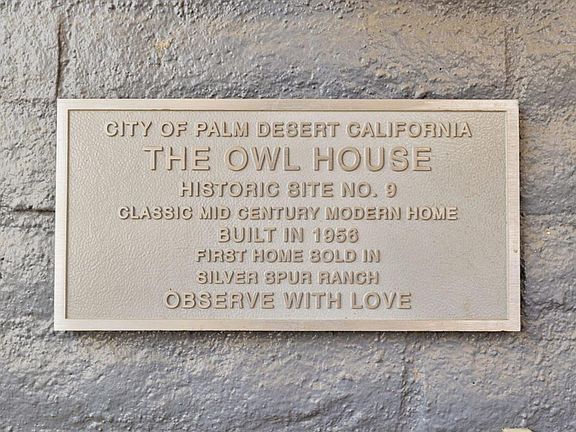 CITY OF PALM DESERT CALIFORNIA
THE OWL HOUSE
HISTORIC SITE NO. 9
CLASSIC MID CENTURY MODERN HOME
BUILT IN 1956
FIRST HOME SOLD IN
SILVER SPUR RANCH
OBSERVE WITH LOVE